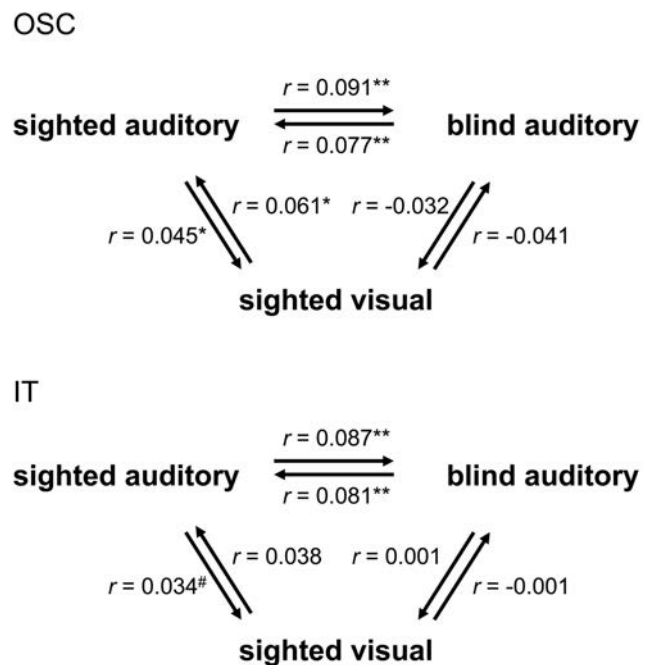 OSC
r = 0.091**
sighted auditory blind auditory
r = 0.077**
r = 0.061* r = -0.032
r = 0.045* r = -0.041
sighted visual
IT
r = 0.087**
sighted auditory blind auditory
r = 0.081**
r = 0.038 r = 0.001
r = 0.034# r = -0.001
sighted visual